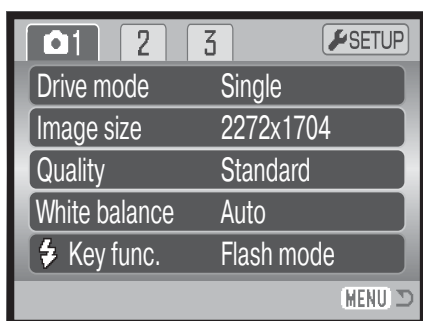 1 2 3 SETUP
Drive mode Single
Image size 2272x1704
Quality Standard
White balance Auto
Key func. Flash mode
MENU